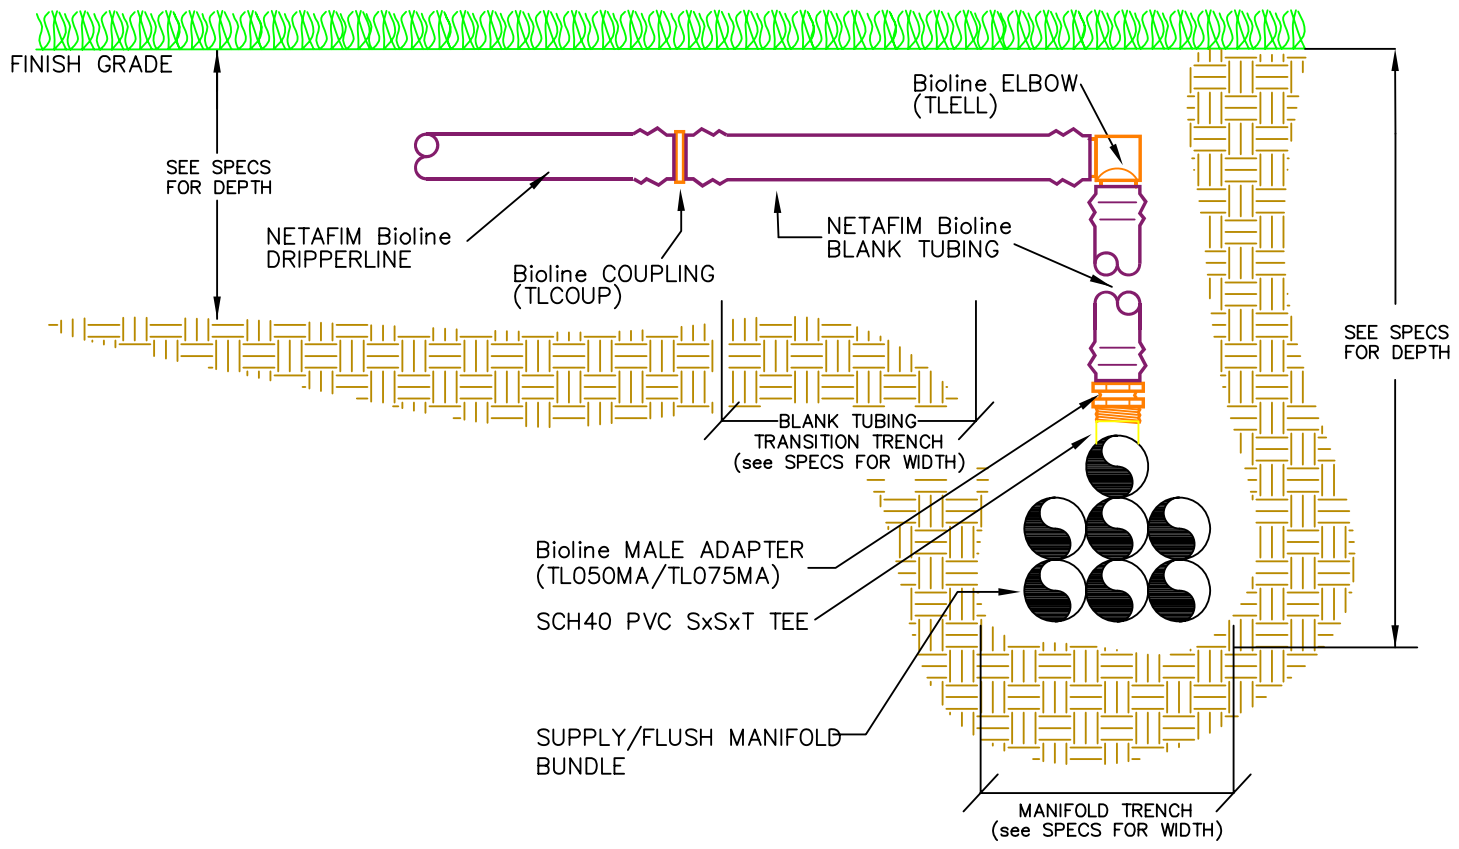 FINISH GRADE
Bioline ELBOW
(TLELL)
SEE SPECS
FOR DEPTH
NETAFIM Bioline
DRIPPERLINE
Bioline COUPLING
(TLCOUP)
NETAFIM Bioline
BLANK TUBING
SEE SPECS
FOR DEPTH
BLANK TUBING
TRANSITION TRENCH
(see SPECS FOR WIDTH)
Bioline MALE ADAPTER
(TL050MA/TL075MA)
SCH40 PVC SxSxT TEE
SUPPLY/FLUSH MANIFOLD
BUNDLE
MANIFOLD TRENCH
(see SPECS FOR WIDTH)